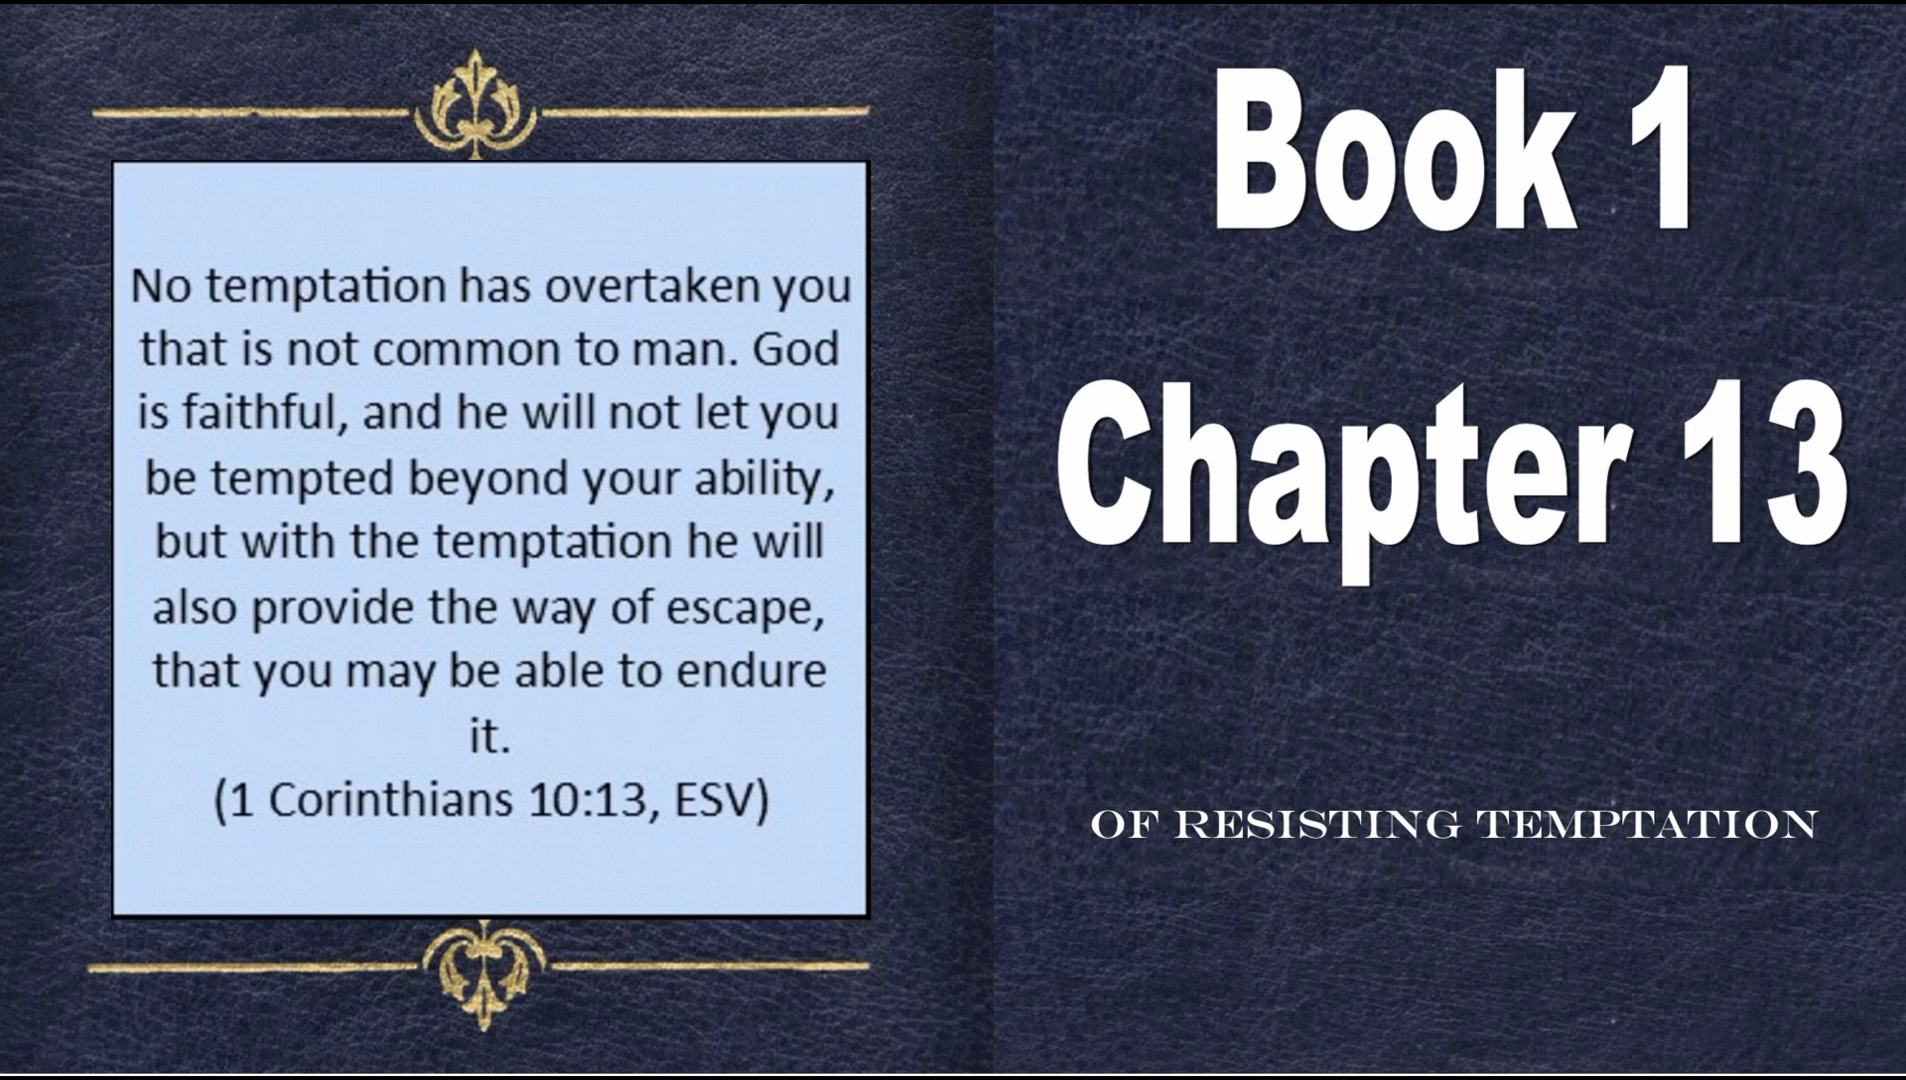 No temptation has overtaken you
that is not common to man. God
is faithful, and he will not let you
be tempted beyond your ability,
but with the temptation he will
also provide the way of escape,
that you may be able to endure
it.
(1 Corinthians 10:13, ESV)
Book 1
Chapter 13
OF RESISTING TEMPTATION